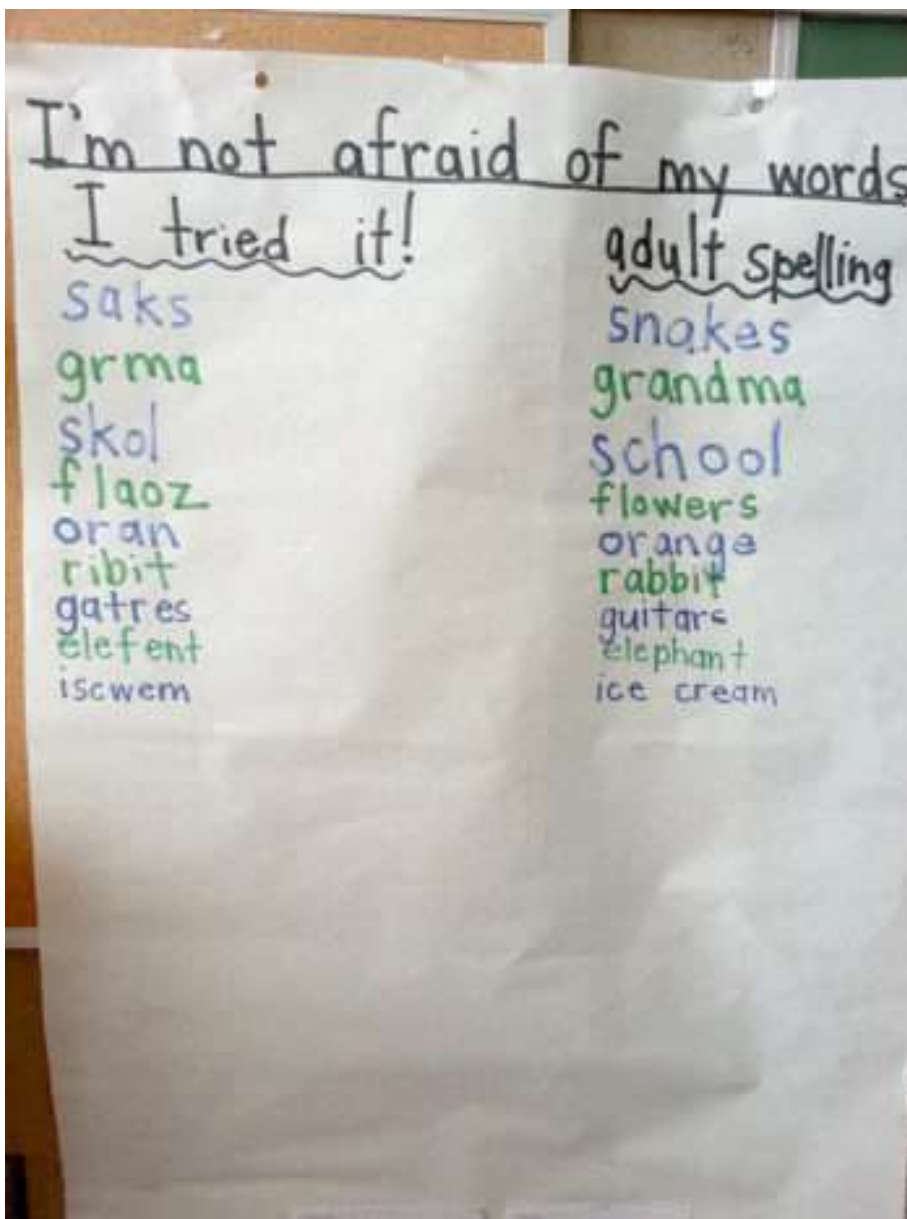 I'm not afraid of my words
I tried it! adult spelling
saks snakes
grma grandma
skol school
flaoz flowers
oran orange
ribit rabbit
gatres guitars
elefent elephant
iscwem ice cream